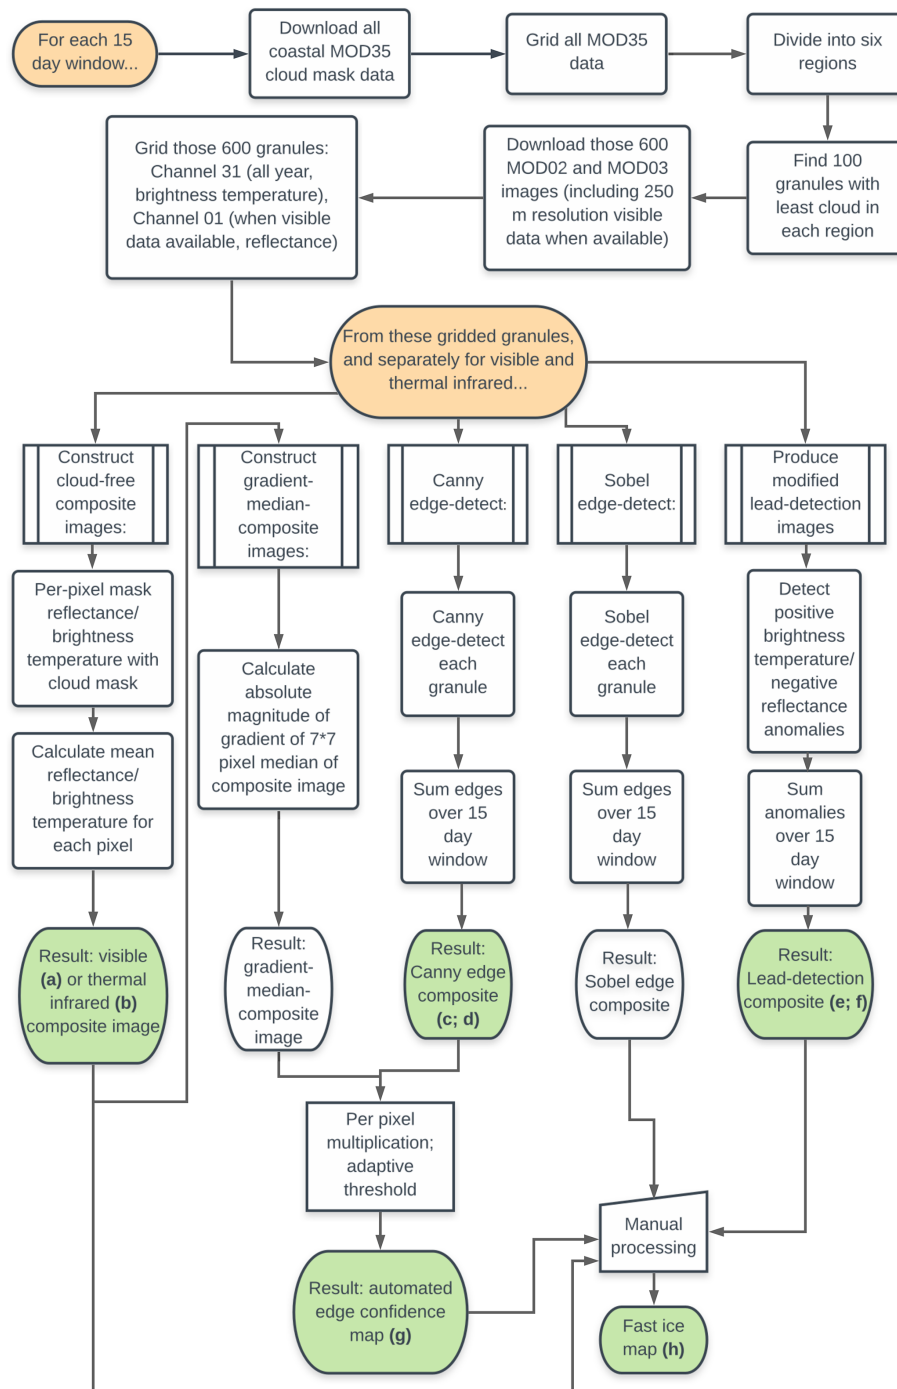 For each 15
day window...
Download all
coastal MOD35
cloud mask data
Grid all MOD35
data
Divide into six
regions
Grid those 600 granules:
Channel 31 (all year,
brightness temperature),
Channel 01 (when visible
data available, reflectance)
Download those 600
MOD02 and MOD03
images (including 250
m resolution visible
data when available)
Find 100
granules with
least cloud in
each region
From these gridded granules,
and separately for visible and
thermal infrared...
Construct
cloud-free
composite
images:
Construct
gradient-
median-
composite
images:
Canny
edge-detect:
Sobel
edge-detect:
Produce
modified
lead-detection
images
Per-pixel mask
reflectance/
brightness
temperature with
cloud mask
Calculate
absolute
magnitude of
gradient of 7*7
pixel median of
composite image
Canny
edge-detect
each
granule
Sobel
edge-detect
each
granule
Detect
positive
brightness
temperature/
negative
reflectance
anomalies
Calculate mean
reflectance/
brightness
temperature for
each pixel
Sum edges
over 15
day
window
Sum edges
over 15
day
window
Sum
anomalies
over 15
day
window
Result: visible
(a) or thermal
infrared (b)
composite image
Result:
gradient-
median-
composite
image
Result:
Canny edge
composite
(c; d)
Result:
Sobel edge
composite
Result:
Lead-detection
composite (e; f)
Per pixel
multiplication;
adaptive
threshold
Manual
processing
Result: automated
edge confidence
map (g)
Fast ice
map (h)